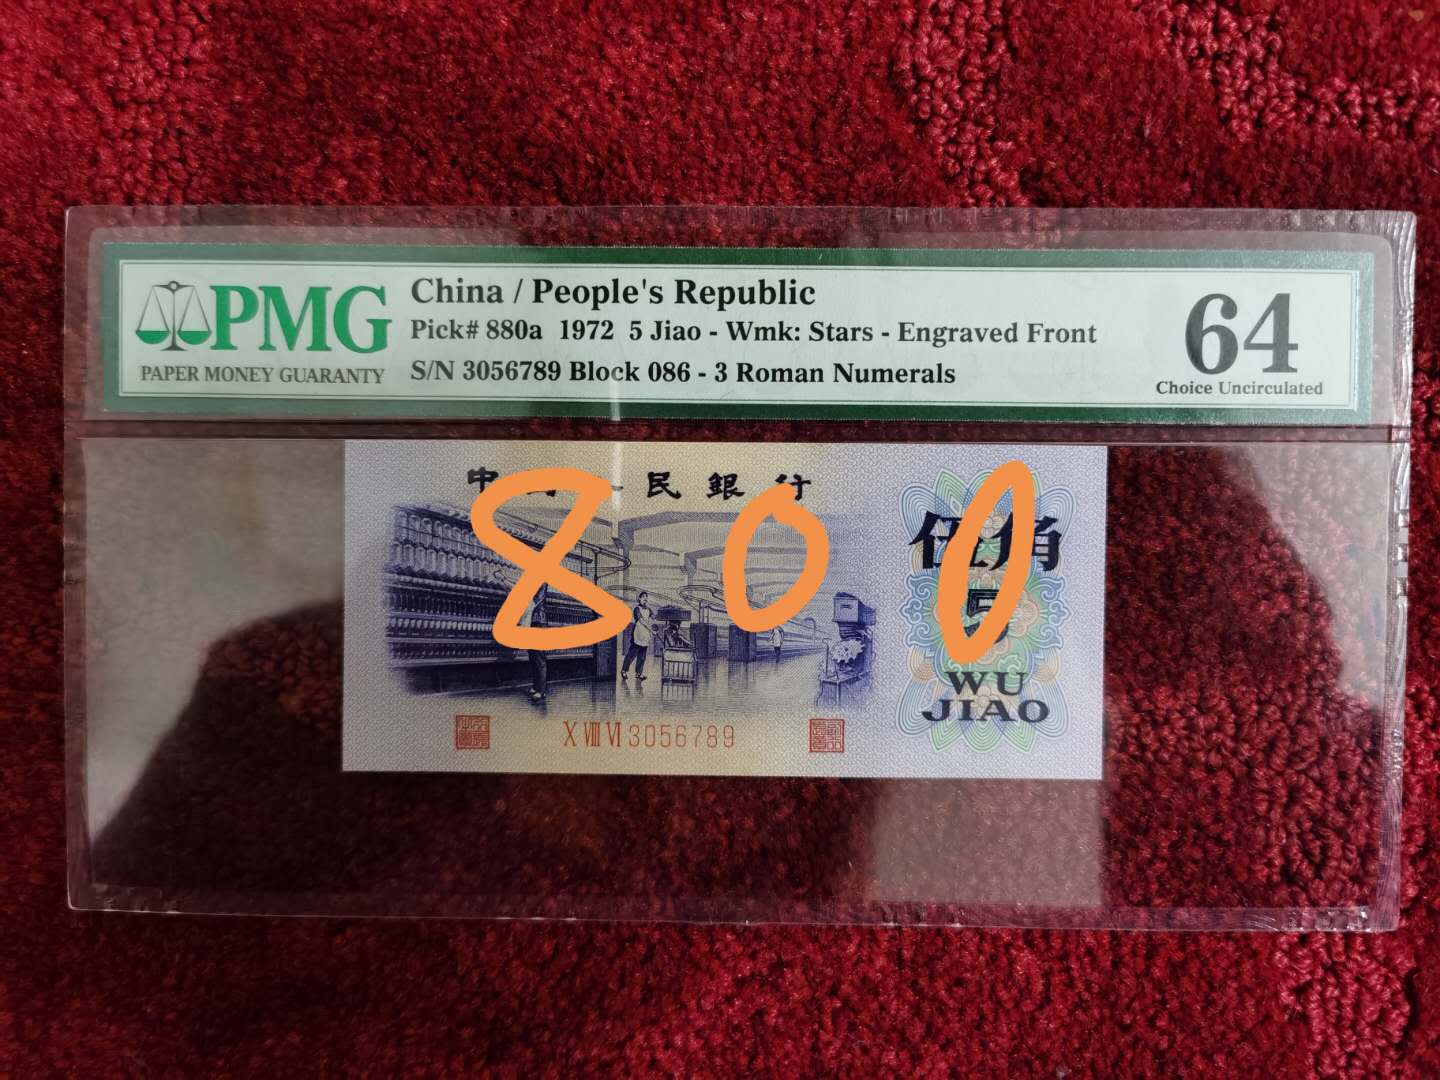 PMG
PAPER MONEY GUARANTY
China / People's Republic
Pick# 880a 1972 5 Jiao - Wmk: Stars - Engraved Front
S/N 3056789 Block 086 - 3 Roman Numerals
64
Choice Uncirculated
中 民銀行
800
伍角
5
WU
JIAO
X VIII VI 3056789